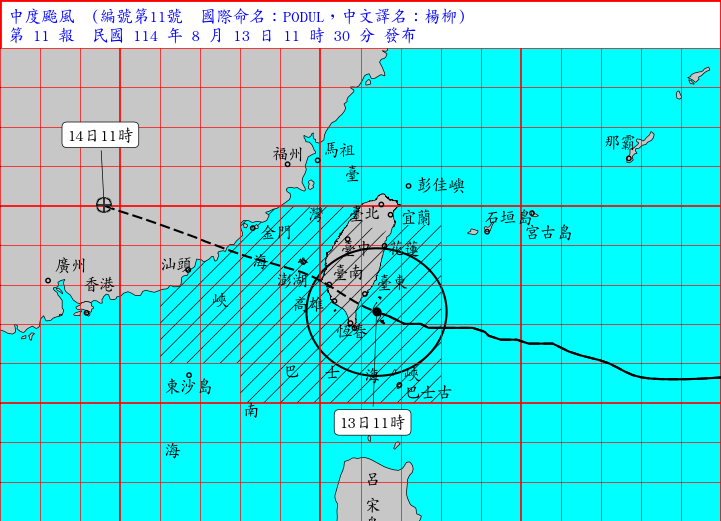 中度颱風　(編號第11號　國際命名：PODUL，中文譯名：楊柳)
第 11 報　民國 114 年 8 月 13 日 11 時 30 分 發布
14日11時
那霸
福州
馬祖
臺
彭佳嶼
灣
臺北
宜蘭
石垣島
宮古島
金門
臺中
花蓮
海
廣州
汕頭
澎湖
臺南
臺東
香港
峽
高雄
恆春
巴
士
海
峽
東沙島
巴士古
南
13日11時
海
呂
宋
島